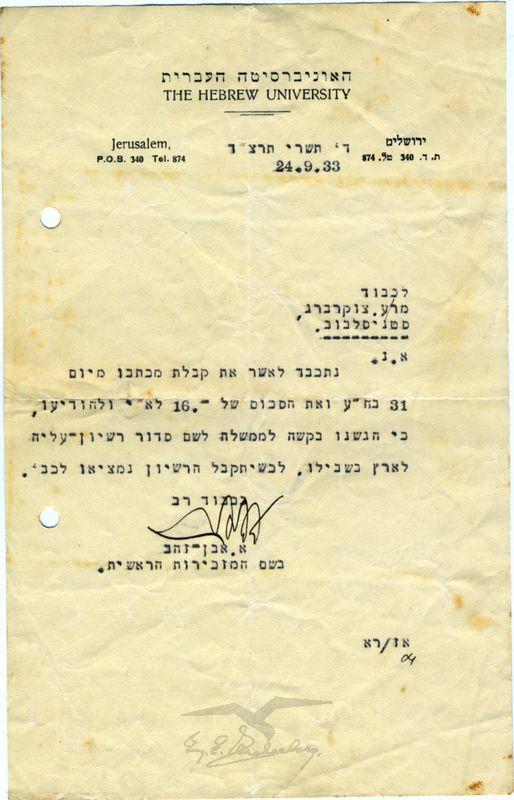 האוניברסיטה העברית
THE HEBREW UNIVERSITY
Jerusalem,
P.O.B. 340 Tel. 874
ד' תשרי תרצ"ד
24.9.33
ירושלים
ת. ד. 340 טל. 874
לכבוד
מר ע. צוקרברג,
סטניסלבוב.
א.נ.
נתכבד לאשר את קבלת מכתבו מיום
31 בח"ע ואת הסכום של 16.- לא"י ולהודיעו,
כי הגשנו בקשה לממשלת לשם סדור רשיון-עליה
לארץ בשבילו. לכשיתקבל הרשיון נמציאו לכב'.
בכבוד רב
א. אבן-זהב
בשם המזכירות הראשית.
אז/רא